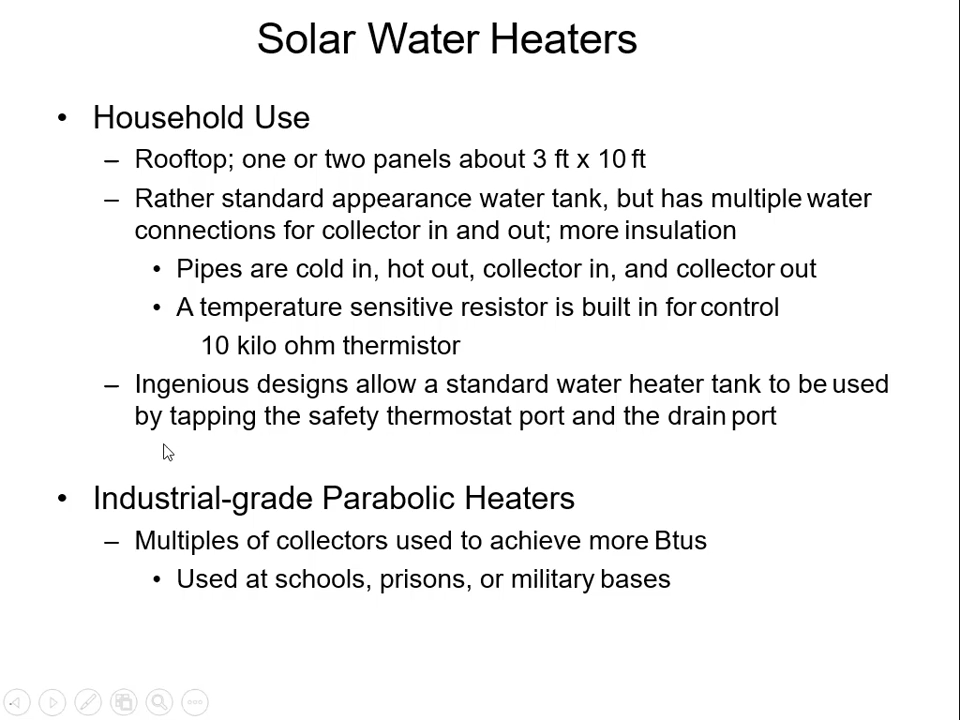 Solar Water Heaters
• Household Use
– Rooftop; one or two panels about 3 ft x 10 ft
– Rather standard appearance water tank, but has multiple water
connections for collector in and out; more insulation
• Pipes are cold in, hot out, collector in, and collector out
• A temperature sensitive resistor is built in for control
10 kilo ohm thermistor
– Ingenious designs allow a standard water heater tank to be used
by tapping the safety thermostat port and the drain port
• Industrial-grade Parabolic Heaters
– Multiples of collectors used to achieve more Btus
• Used at schools, prisons, or military bases